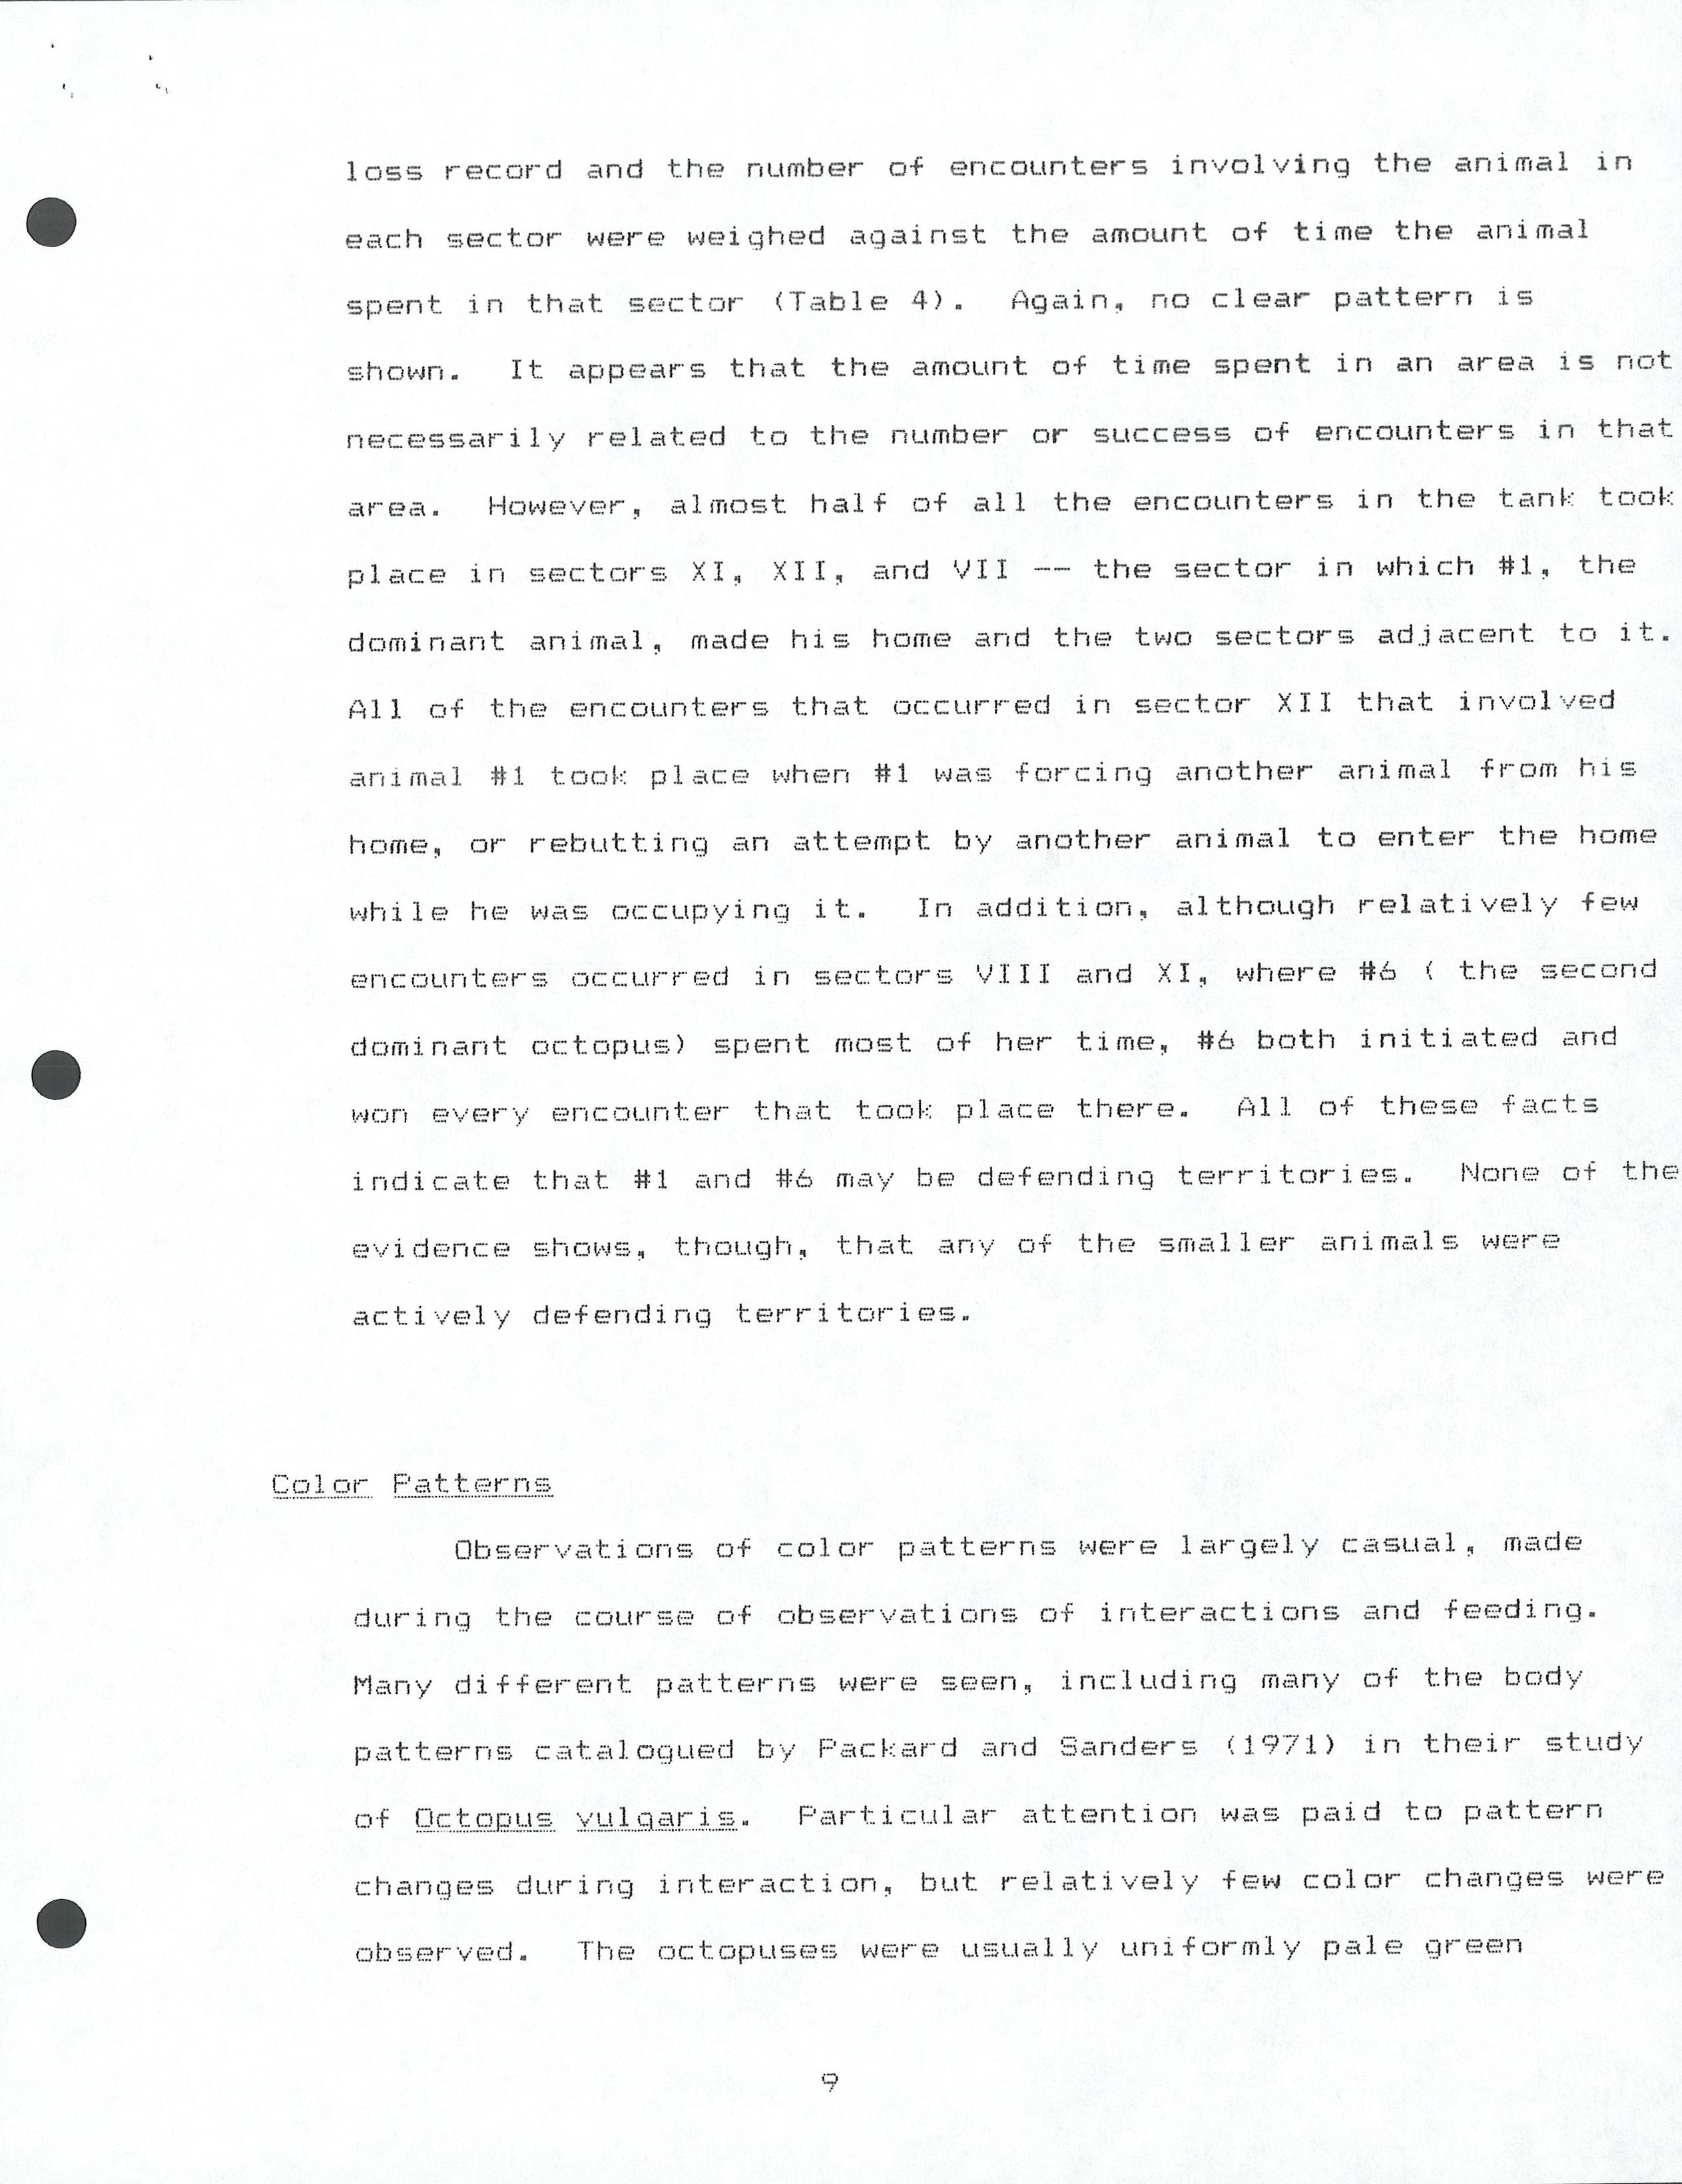 loss record and the number of encounters involving the animal in
each sector were weighed against the amount of time the animal
spent in that sector (Table 4).  Again, no clear pattern is
shown.  It appears that the amount of time spent in an area is not
necessarily related to the number or success of encounters in that
area.  However, almost half of all the encounters in the tank took
place in sectors XI, XII, and VII -- the sector in which #1, the
dominant animal, made his home and the two sectors adjacent to it.
All of the encounters that occurred in sector XII that involved
animal #1 took place when #1 was forcing another animal from his
home, or rebutting an attempt by another animal to enter the home
while he was occupying it.  In addition, although relatively few
encounters occurred in sectors VIII and XI, where #6 ( the second
dominant octopus) spent most of her time, #6 both initiated and
won every encounter that took place there.  All of these facts
indicate that #1 and #6 may be defending territories.  None of the
evidence shows, though, that any of the smaller animals were
actively defending territories.
Color Patterns
Observations of color patterns were largely casual, made
during the course of observations of interactions and feeding.
Many different patterns were seen, including many of the body
patterns catalogued by Packard and Sanders (1971) in their study
of Octopus vulgaris.  Particular attention was paid to pattern
changes during interaction, but relatively few color changes were
observed.  The octopuses were usually uniformly pale green
9